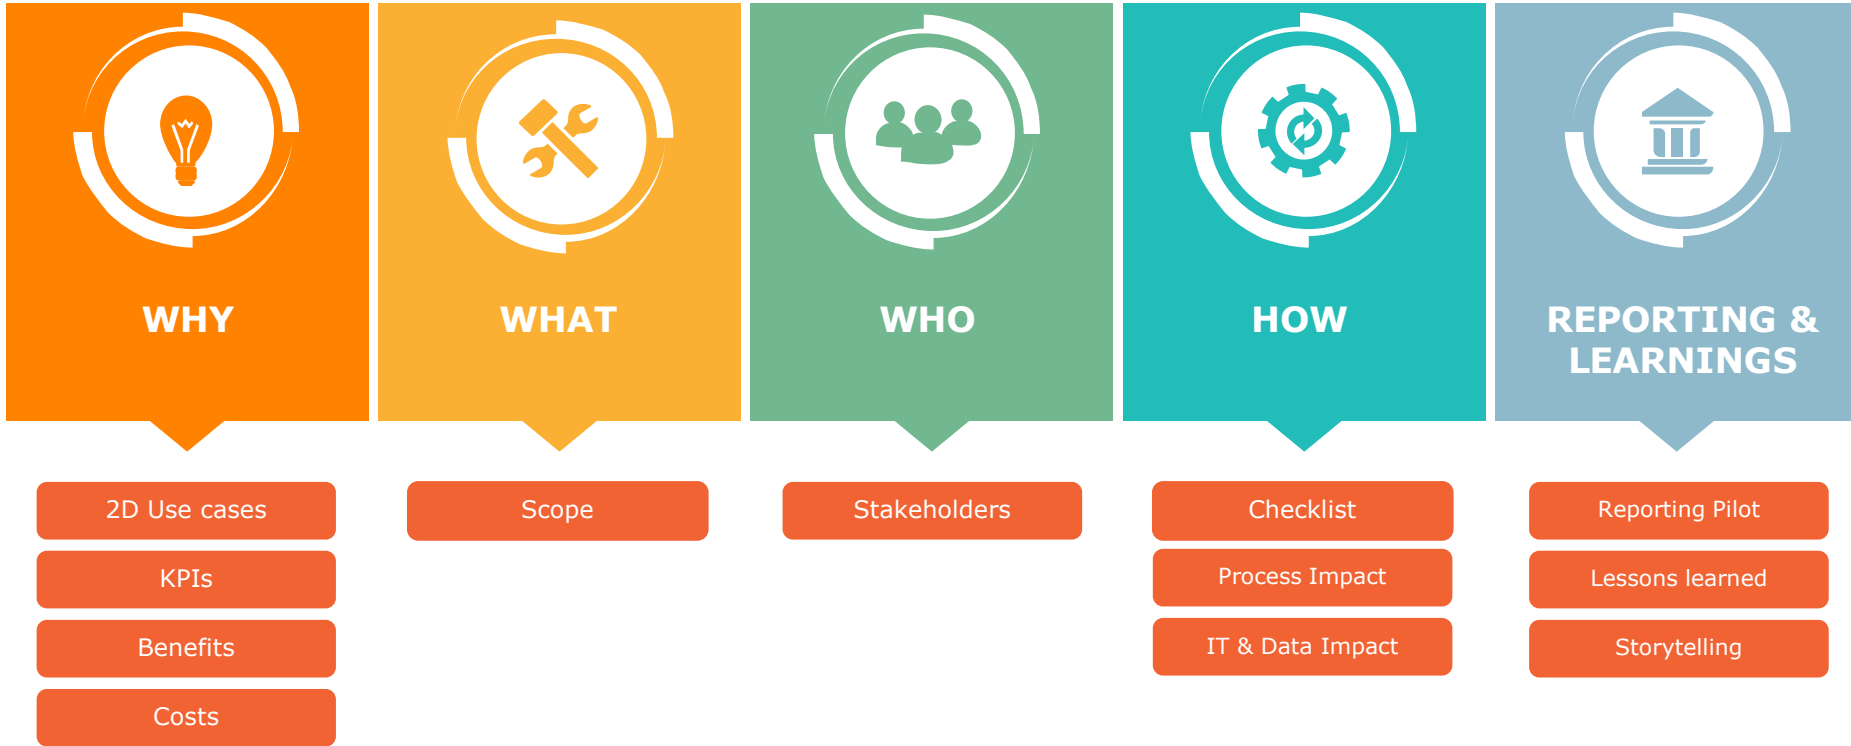 WHY
WHAT
WHO
HOW
REPORTING &
LEARNINGS
2D Use cases
KPIs
Benefits
Costs
Scope
Stakeholders
Checklist
Process Impact
IT & Data Impact
Reporting Pilot
Lessons learned
Storytelling